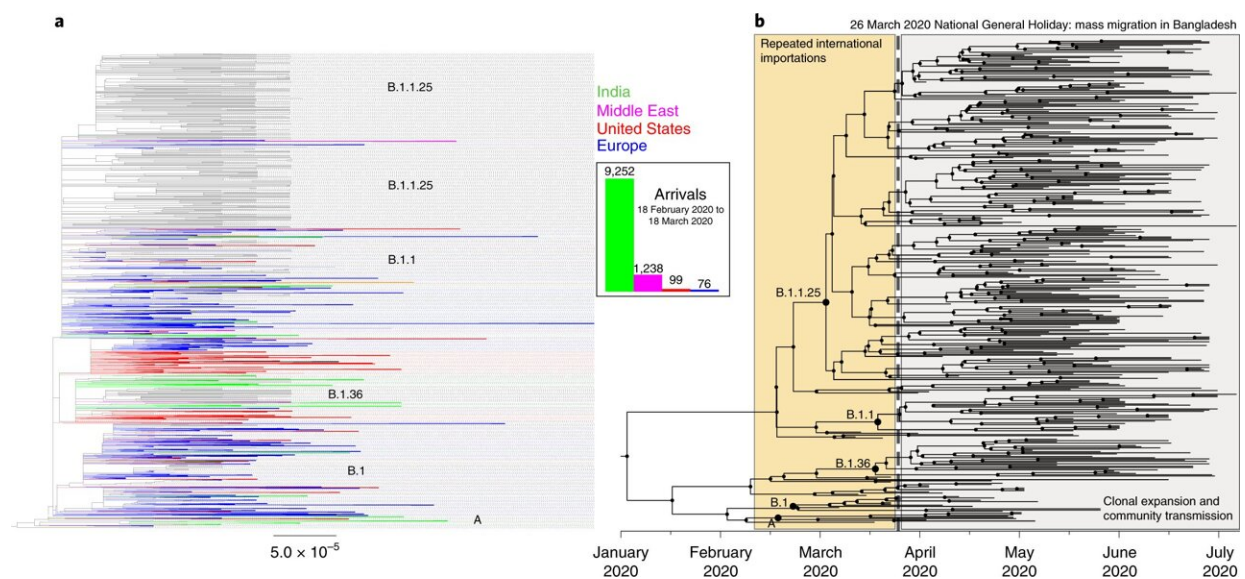 a
B.1.1.25
B.1.1.25
B.1.1
B.1.36
B.1
A
5.0 × 10⁻⁵
India
Middle East
United States
Europe
9,252
Arrivals
18 February 2020 to
18 March 2020
1,238
99
76
b
26 March 2020 National General Holiday: mass migration in Bangladesh
Repeated international
importations
B.1.1.25
B.1.1
B.1.36
B.1
A
Clonal expansion and
community transmission
January
2020
February
2020
March
2020
April
2020
May
2020
June
2020
July
2020